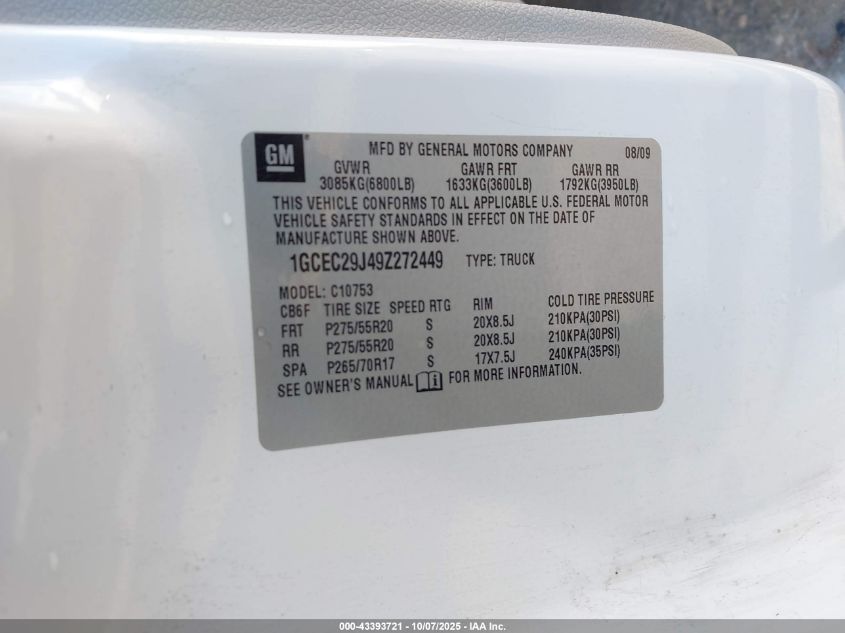 GM
MFD BY GENERAL MOTORS COMPANY 08/09
GVWR GAWR FRT GAWR RR
3085KG(6800LB) 1633KG(3600LB) 1792KG(3950LB)
THIS VEHICLE CONFORMS TO ALL APPLICABLE U.S. FEDERAL MOTOR
VEHICLE SAFETY STANDARDS IN EFFECT ON THE DATE OF
MANUFACTURE SHOWN ABOVE.
1GCEC29J49Z272449 TYPE: TRUCK
MODEL: C10753
CB6F TIRE SIZE SPEED RTG RIM COLD TIRE PRESSURE
FRT P275/55R20 S 20X8.5J 210KPA(30PSI)
RR P275/55R20 S 20X8.5J 210KPA(30PSI)
SPA P265/70R17 S 17X7.5J 240KPA(35PSI)
SEE OWNER'S MANUAL FOR MORE INFORMATION.
000-43393721 - 10/07/2025 - IAA Inc.